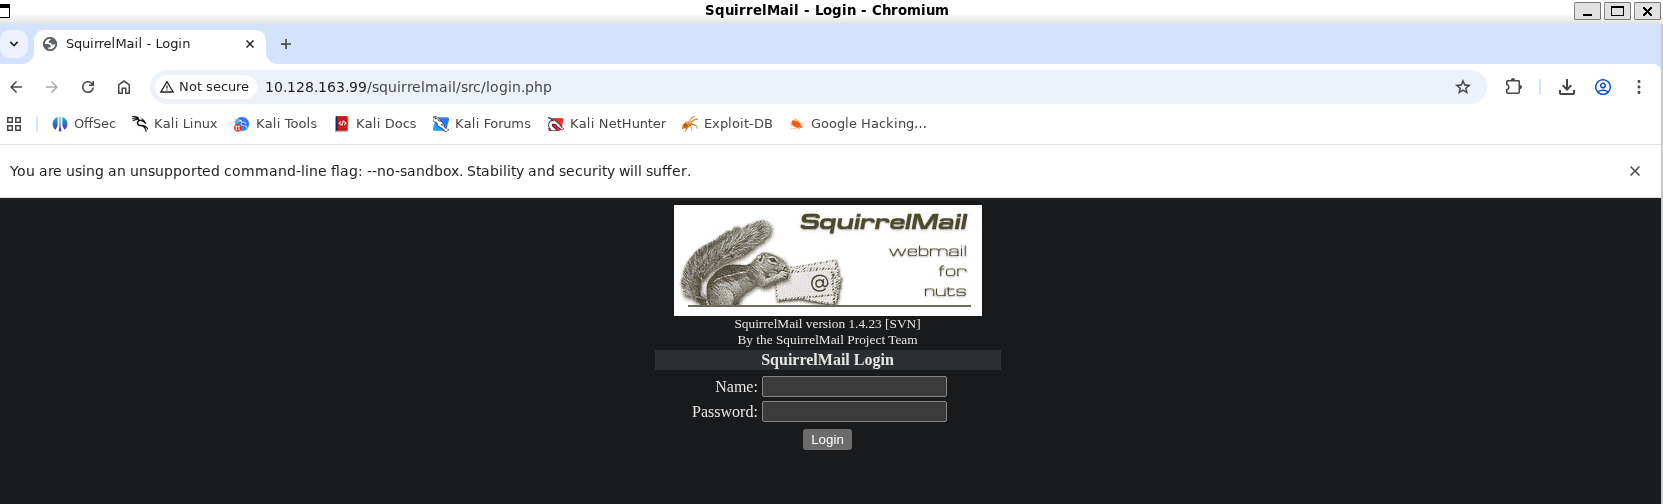 SquirrelMail - Login - Chromium
SquirrelMail - Login
Not secure 10.128.163.99/squirrelmail/src/login.php
OffSec Kali Linux Kali Tools Kali Docs Kali Forums Kali NetHunter Exploit-DB Google Hacking...
You are using an unsupported command-line flag: --no-sandbox. Stability and security will suffer.
SquirrelMail
webmail
for
nuts
@
SquirrelMail version 1.4.23 [SVN]
By the SquirrelMail Project Team
SquirrelMail Login
Name:
Password:
Login